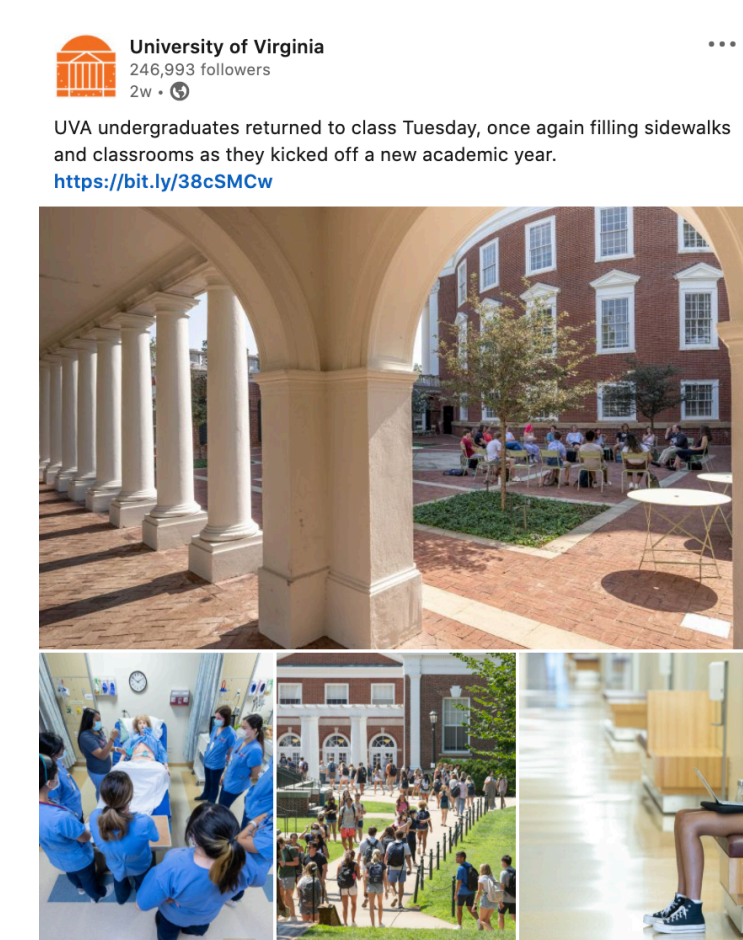 University of Virginia
246,993 followers
2w •
UVA undergraduates returned to class Tuesday, once again filling sidewalks
and classrooms as they kicked off a new academic year.
https://bit.ly/38cSMCw